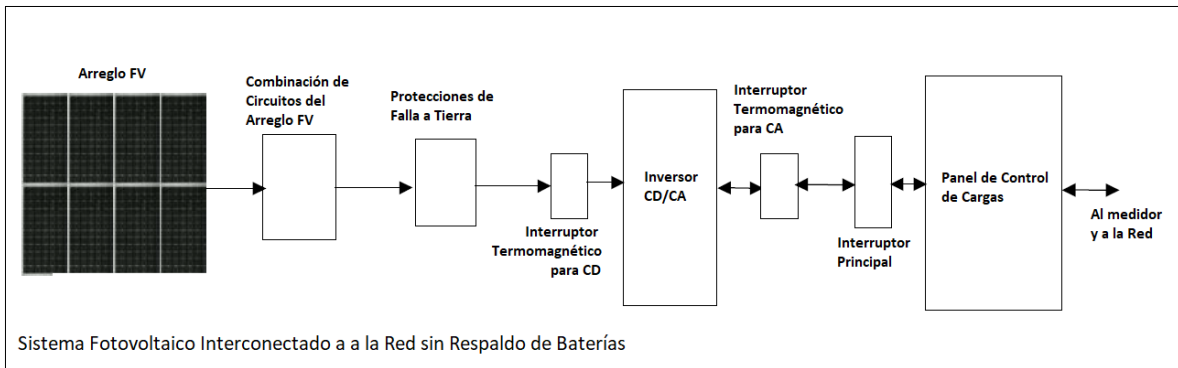 Arreglo FV
Combinación de
Circuitos del
Arreglo FV
Protecciones de
Falla a Tierra
Interruptor
Termomagnético
para CD
Inversor
CD/CA
Interruptor
Termomagnético
para CA
Interruptor
Principal
Panel de Control
de Cargas
Al medidor
y a la Red
Sistema Fotovoltaico Interconectado a a la Red sin Respaldo de Baterías